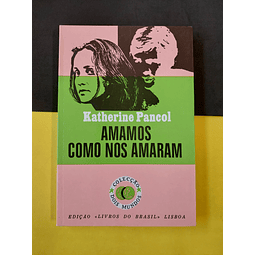 Katherine Pancol
AMAMOS
COMO NOS AMARAM
COLECÇÃO
DOIS MUNDOS
EDIÇÃO «LIVROS DO BRASIL» LISBOA